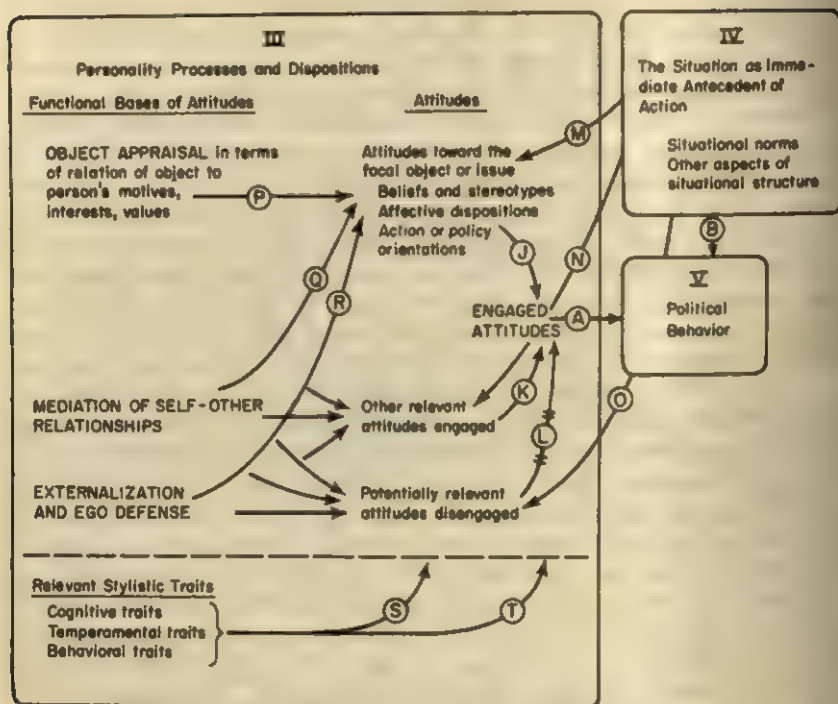 III
Personality Processes and Dispositions
Functional Bases of Attitudes
Attitudes
OBJECT APPRAISAL in terms
of relation of object to
person's motives,
interests, values
P
Attitudes toward the
focal object or issue
Beliefs and stereotypes
Affective dispositions
Action or policy
orientations
M
J
N
Q
R
ENGAGED
ATTITUDES
A
MEDIATION OF SELF-OTHER
RELATIONSHIPS
Other relevant
attitudes engaged
K
L
O
EXTERNALIZATION
AND EGO DEFENSE
Potentially relevant
attitudes disengaged
Relevant Stylistic Traits
Cognitive traits
Temperamental traits
Behavioral traits
S
T
IV
The Situation as Imme-
diate Antecedent of
Action
Situational norms
Other aspects of
situational structure
B
V
Political
Behavior